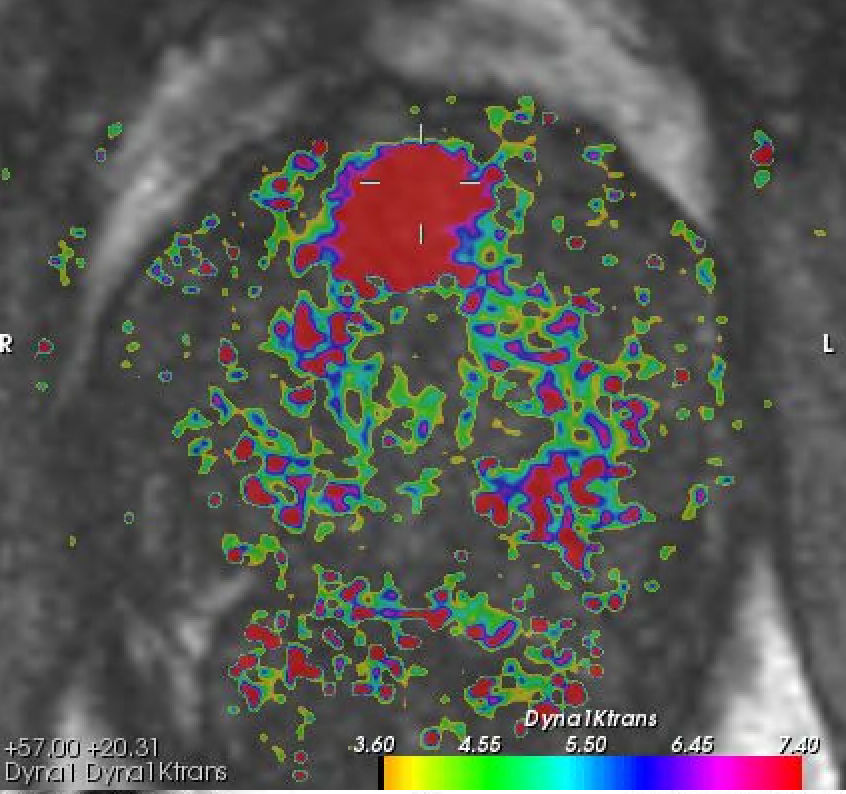 R
L
Dyna1Ktrans
3.60 4.55 5.50 6.45 7.40
+57.00 +20.31
Dyna1 Dyna1Ktrans